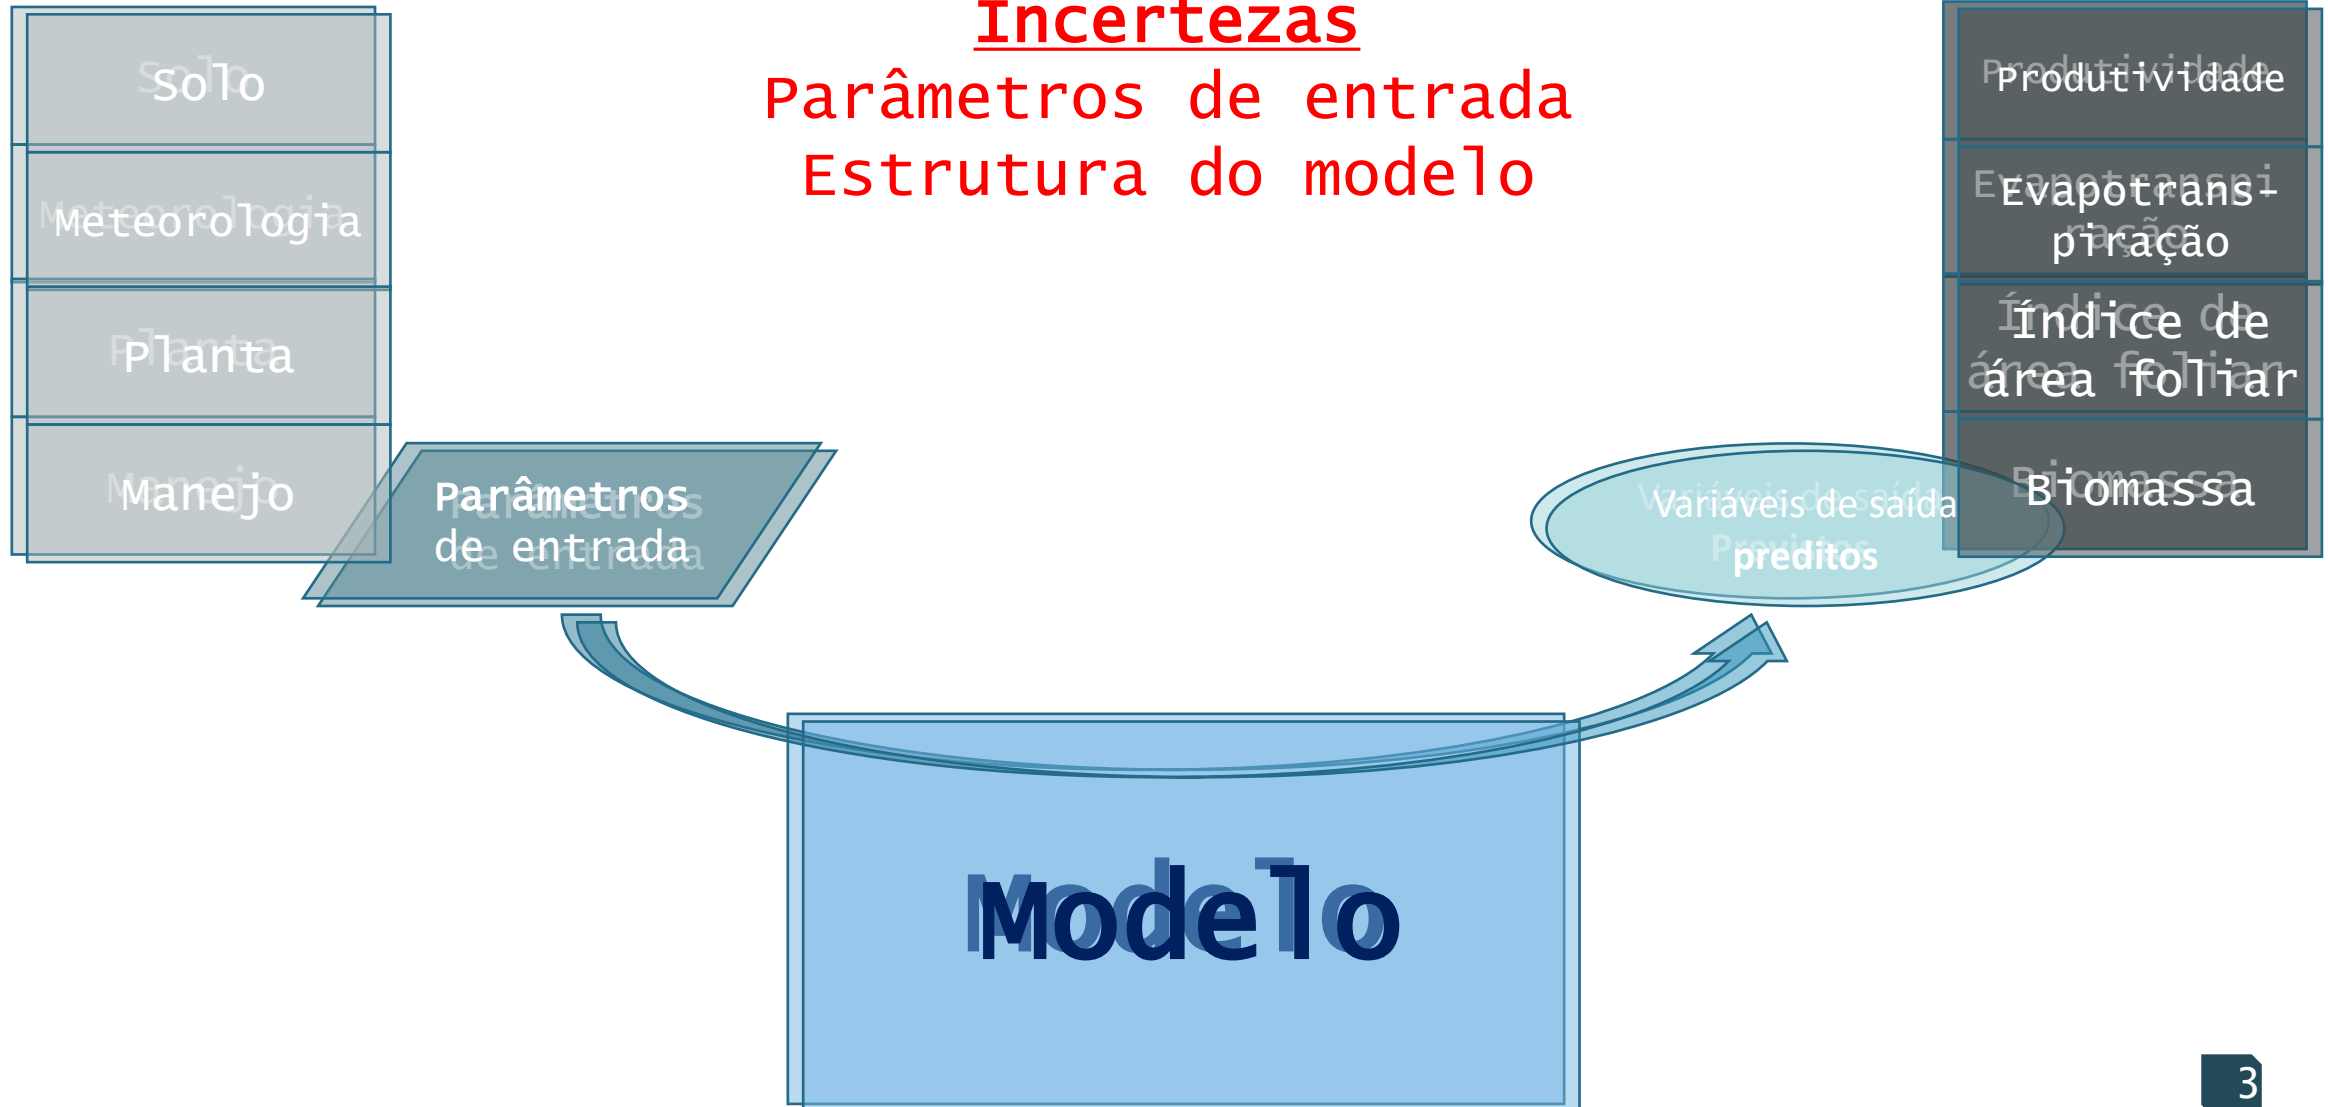 Incertezas
Parâmetros de entrada
Estrutura do modelo
Solo
Meteorologia
Planta
Manejo
Parâmetros
de entrada
Modelo
Variáveis de saída
preditos
Produtividade
Evapotrans-
piração
Índice de
área foliar
Biomassa
3